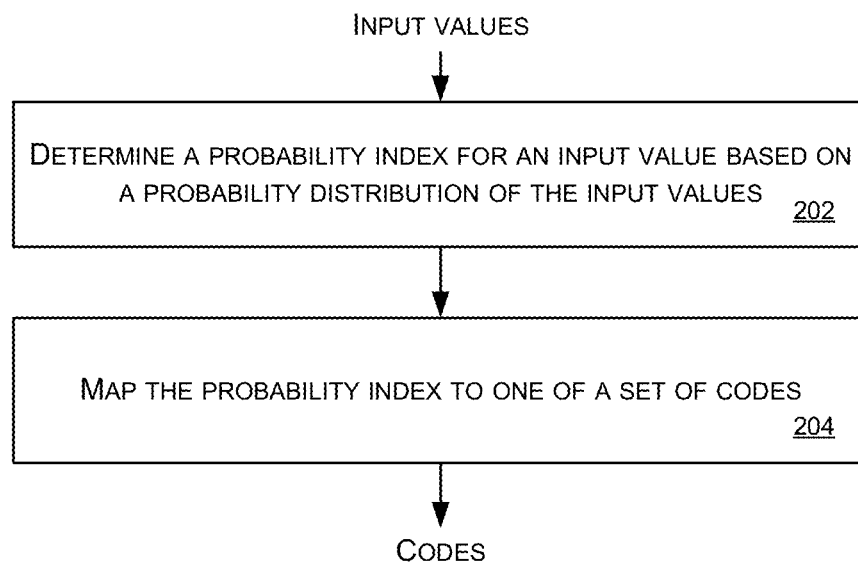 INPUT VALUES
DETERMINE A PROBABILITY INDEX FOR AN INPUT VALUE BASED ON
A PROBABILITY DISTRIBUTION OF THE INPUT VALUES
202
MAP THE PROBABILITY INDEX TO ONE OF A SET OF CODES
204
CODES